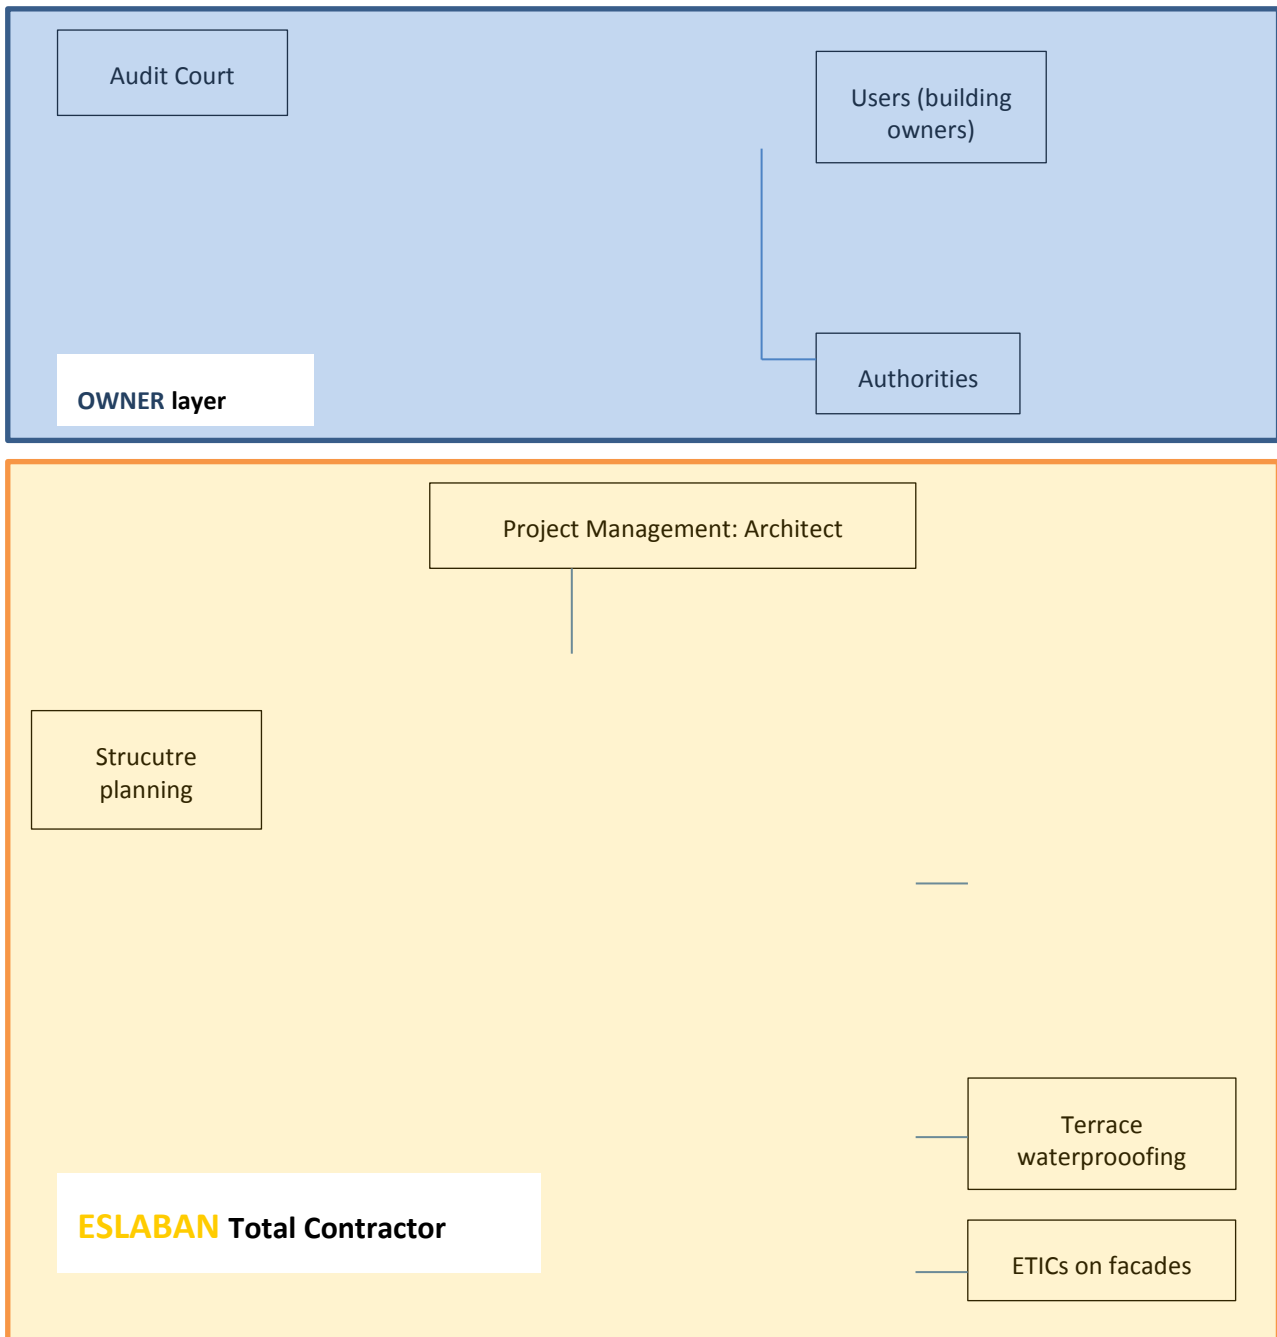 Audit Court
Users (building
owners)
Authorities
OWNER layer
Project Management: Architect
Strucutre
planning
Terrace
waterprooofing
ESLABAN Total Contractor
ETICs on facades